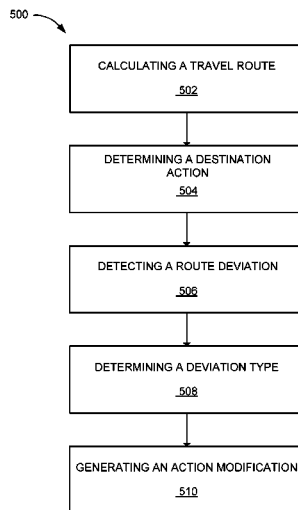 500
CALCULATING A TRAVEL ROUTE
502
DETERMINING A DESTINATION
ACTION
504
DETECTING A ROUTE DEVIATION
506
DETERMINING A DEVIATION TYPE
508
GENERATING AN ACTION MODIFICATION
510